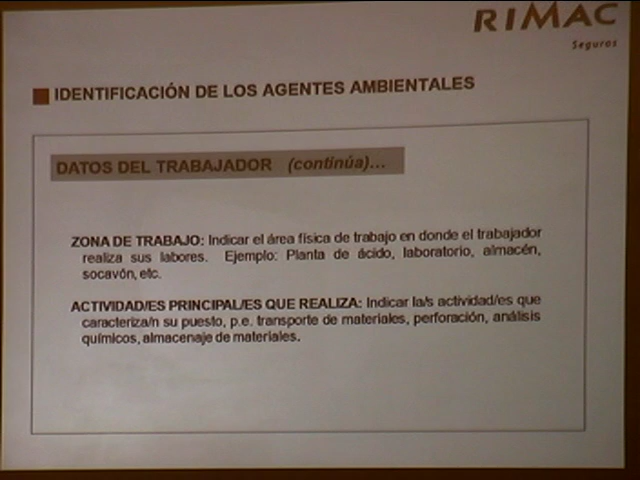 RIMAC
Seguros
IDENTIFICACIÓN DE LOS AGENTES AMBIENTALES
DATOS DEL TRABAJADOR (continúa)...
ZONA DE TRABAJO: Indicar el área física de trabajo en donde el trabajador
realiza sus labores. Ejemplo: Planta de ácido, laboratorio, almacén,
socavón, etc.
ACTIVIDAD/ES PRINCIPAL/ES QUE REALIZA: Indicar la/s actividad/es que
caracteriza/n su puesto, p.e. transporte de materiales, perforación, análisis
químicos, almacenaje de materiales.